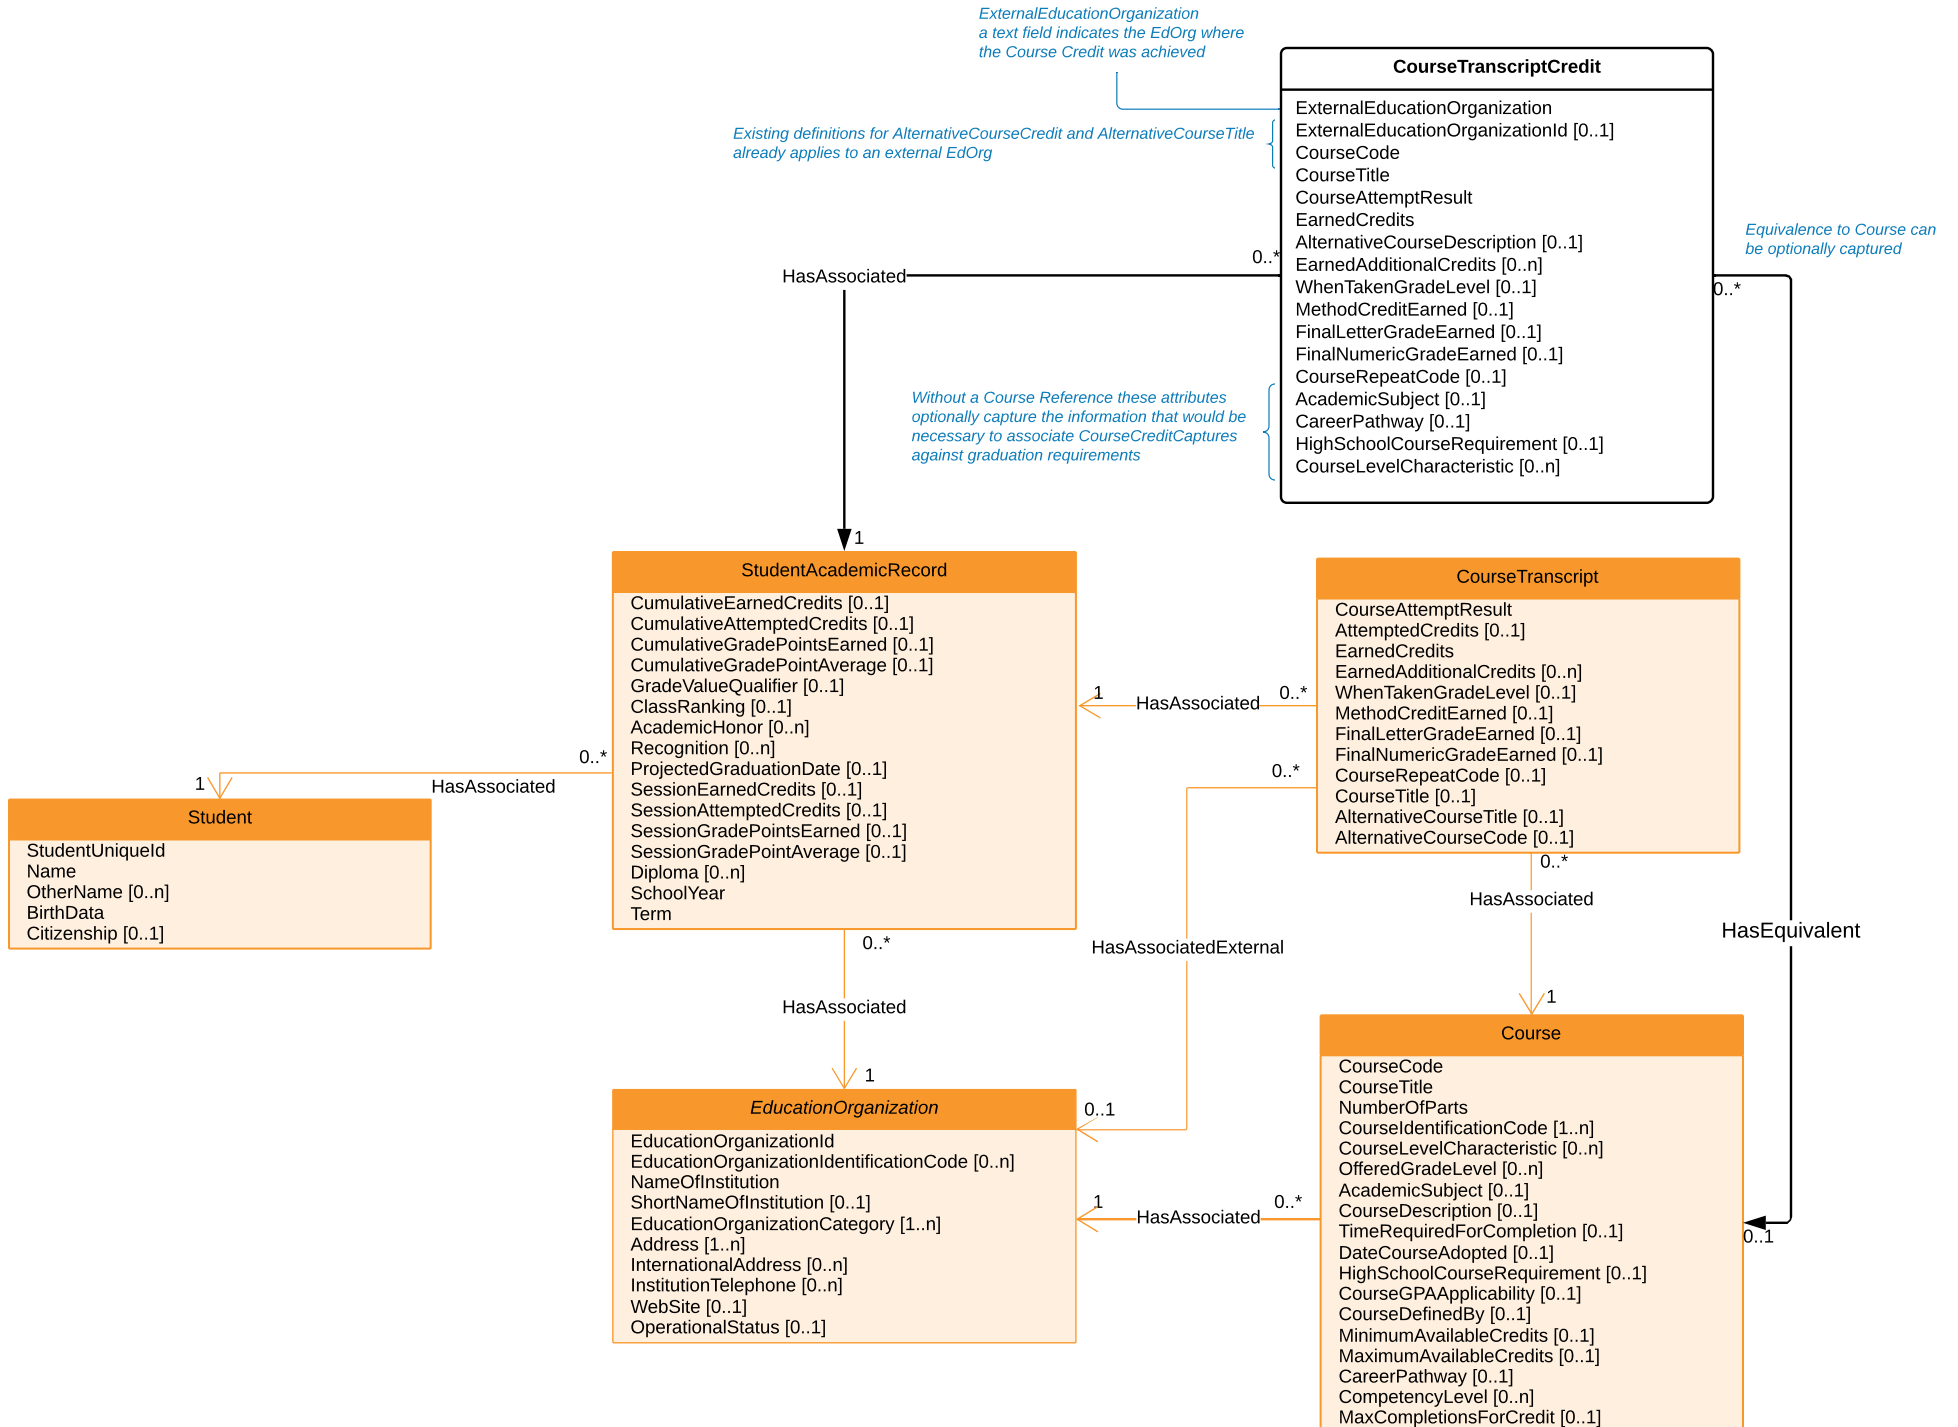 ExternalEducationOrganization
a text field indicates the EdOrg where
the Course Credit was achieved
CourseTranscriptCredit
ExternalEducationOrganization
ExternalEducationOrganizationId [0..1]
CourseCode
CourseTitle
CourseAttemptResult
EarnedCredits
AlternativeCourseDescription [0..1]
EarnedAdditionalCredits [0..n]
WhenTakenGradeLevel [0..1]
MethodCreditEarned [0..1]
FinalLetterGradeEarned [0..1]
FinalNumericGradeEarned [0..1]
CourseRepeatCode [0..1]
AcademicSubject [0..1]
CareerPathway [0..1]
HighSchoolCourseRequirement [0..1]
CourseLevelCharacteristic [0..n]
Existing definitions for AlternativeCourseCredit and AlternativeCourseTitle
already applies to an external EdOrg
Equivalence to Course can
be optionally captured
0..*
HasAssociated
0..*
Without a Course Reference these attributes
optionally capture the information that would be
necessary to associate CourseCreditCaptures
against graduation requirements
1
StudentAcademicRecord
CumulativeEarnedCredits [0..1]
CumulativeAttemptedCredits [0..1]
CumulativeGradePointsEarned [0..1]
CumulativeGradePointAverage [0..1]
GradeValueQualifier [0..1]
ClassRanking [0..1]
AcademicHonor [0..n]
Recognition [0..n]
ProjectedGraduationDate [0..1]
SessionEarnedCredits [0..1]
SessionAttemptedCredits [0..1]
SessionGradePointsEarned [0..1]
SessionGradePointAverage [0..1]
Diploma [0..n]
SchoolYear
Term
CourseTranscript
CourseAttemptResult
AttemptedCredits [0..1]
EarnedCredits
EarnedAdditionalCredits [0..n]
WhenTakenGradeLevel [0..1]
MethodCreditEarned [0..1]
FinalLetterGradeEarned [0..1]
FinalNumericGradeEarned [0..1]
CourseRepeatCode [0..1]
CourseTitle [0..1]
AlternativeCourseTitle [0..1]
AlternativeCourseCode [0..1]
1
HasAssociated
0..*
0..*
0..*
HasAssociated
1
Student
StudentUniqueId
Name
OtherName [0..n]
BirthData
Citizenship [0..1]
0..*
HasAssociated
HasEquivalent
0..*
HasAssociatedExternal
HasAssociated
1
1
EducationOrganization
EducationOrganizationId
EducationOrganizationIdentificationCode [0..n]
NameOfInstitution
ShortNameOfInstitution [0..1]
EducationOrganizationCategory [1..n]
Address [1..n]
InternationalAddress [0..n]
InstitutionTelephone [0..n]
WebSite [0..1]
OperationalStatus [0..1]
0..1
1
HasAssociated
0..*
0..1
Course
CourseCode
CourseTitle
NumberOfParts
CourseIdentificationCode [1..n]
CourseLevelCharacteristic [0..n]
OfferedGradeLevel [0..n]
AcademicSubject [0..1]
CourseDescription [0..1]
TimeRequiredForCompletion [0..1]
DateCourseAdopted [0..1]
HighSchoolCourseRequirement [0..1]
CourseGPAApplicability [0..1]
CourseDefinedBy [0..1]
MinimumAvailableCredits [0..1]
MaximumAvailableCredits [0..1]
CareerPathway [0..1]
CompetencyLevel [0..n]
MaxCompletionsForCredit [0..1]